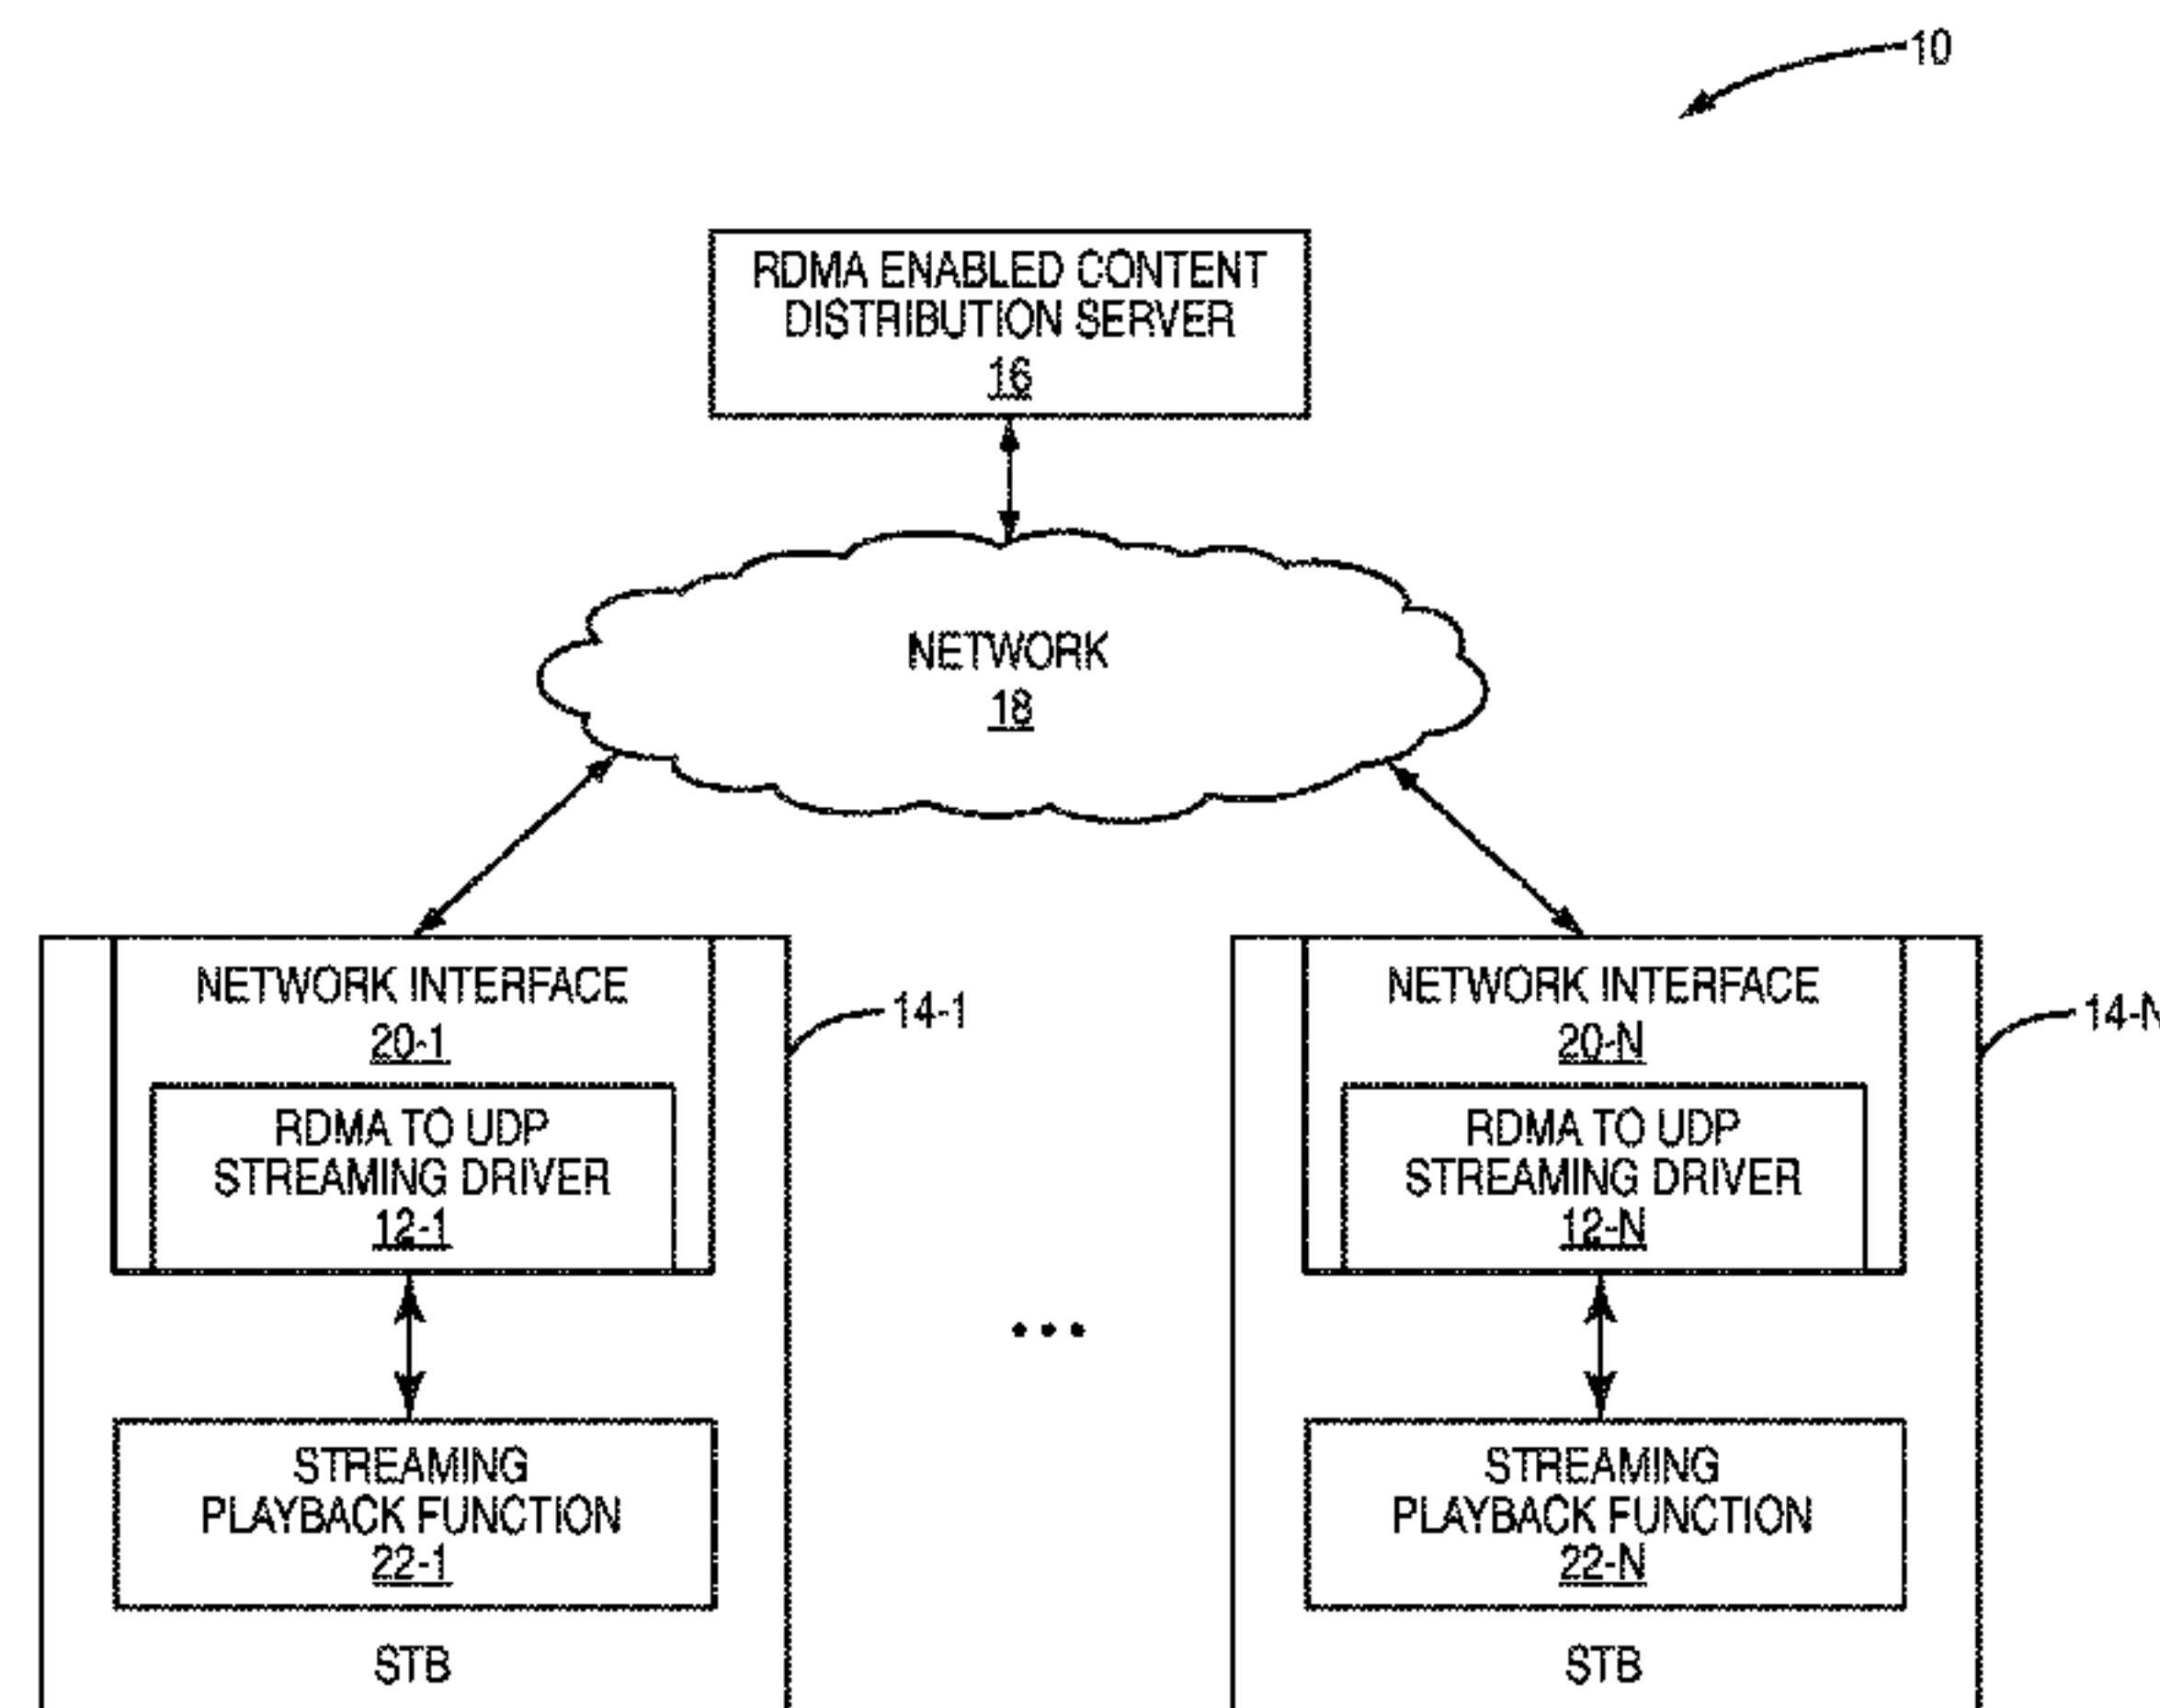 10
RDMA ENABLED CONTENT
DISTRIBUTION SERVER
16
NETWORK
18
NETWORK INTERFACE
20-1
RDMA TO UDP
STREAMING DRIVER
12-1
STREAMING
PLAYBACK FUNCTION
22-1
STB
14-1
...
NETWORK INTERFACE
20-N
RDMA TO UDP
STREAMING DRIVER
12-N
STREAMING
PLAYBACK FUNCTION
22-N
STB
14-N